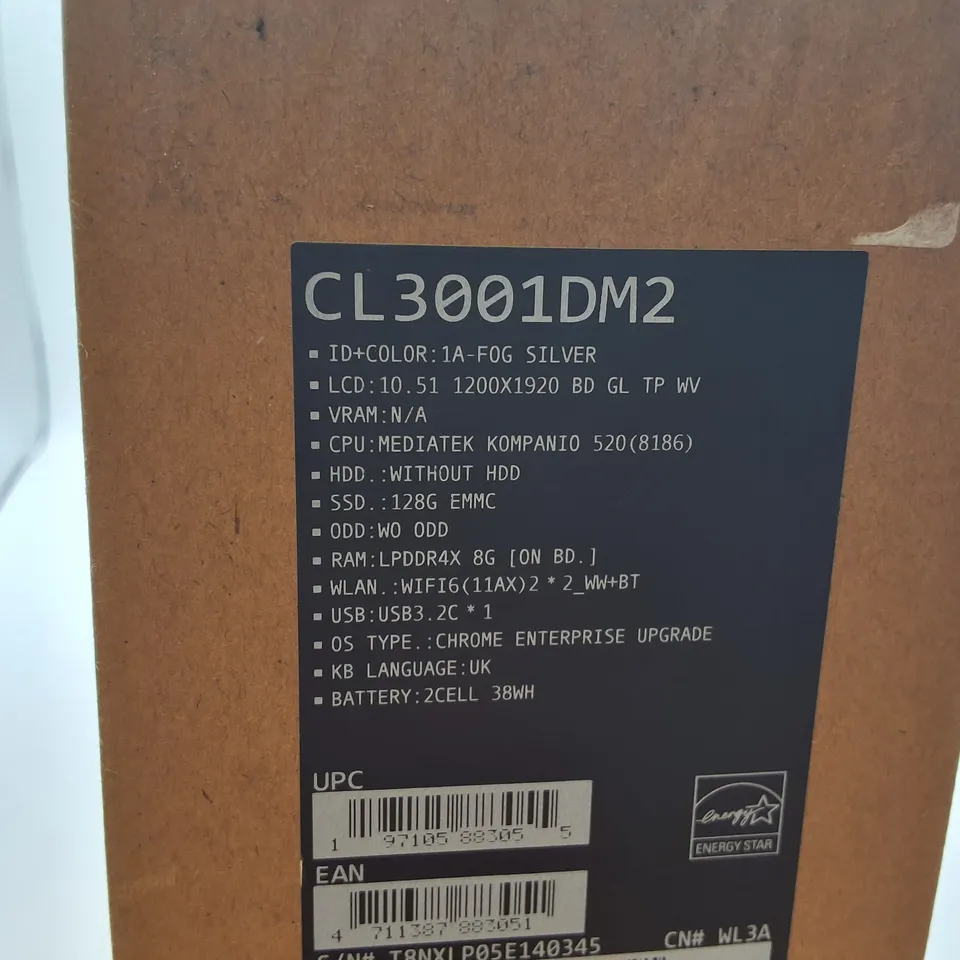 CL3001DM2
▪ ID+COLOR:1A-FOG SILVER
▪ LCD:10.51 1200X1920 BD GL TP WV
▪ VRAM:N/A
▪ CPU:MEDIATEK KOMPANIO 520(8186)
▪ HDD.:WITHOUT HDD
▪ SSD.:128G EMMC
▪ ODD:WO ODD
▪ RAM:LPDDR4X 8G [ON BD.]
▪ WLAN.:WIFI6(11AX)2*2_WW+BT
▪ USB:USB3.2C*1
▪ OS TYPE.:CHROME ENTERPRISE UPGRADE
▪ KB LANGUAGE:UK
▪ BATTERY:2CELL 38WH
UPC
1 97105 88305 5
energy
ENERGY STAR
EAN
4 711387 883051
S/N# T8NXLP05E140345
CN# WL3A